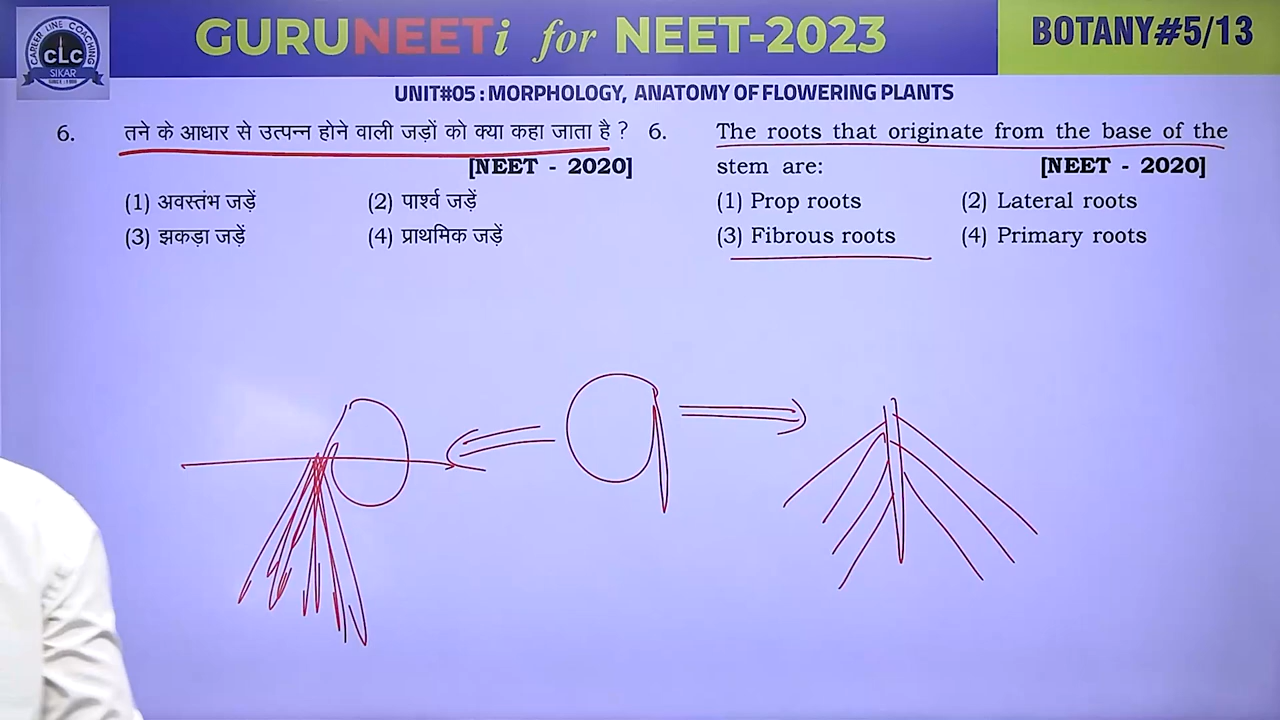 CAREER LINE COACHING
CLC
SIKAR
GURUNEETi for NEET-2023
BOTANY#5/13
UNIT#05 : MORPHOLOGY, ANATOMY OF FLOWERING PLANTS
6. तने के आधार से उत्पन्न होने वाली जड़ों को क्या कहा जाता है ?
[NEET - 2020]
(1) अवस्तंभ जड़ें (2) पार्श्व जड़ें
(3) झकड़ा जड़ें (4) प्राथमिक जड़ें
6. The roots that originate from the base of the
stem are: [NEET - 2020]
(1) Prop roots (2) Lateral roots
(3) Fibrous roots (4) Primary roots